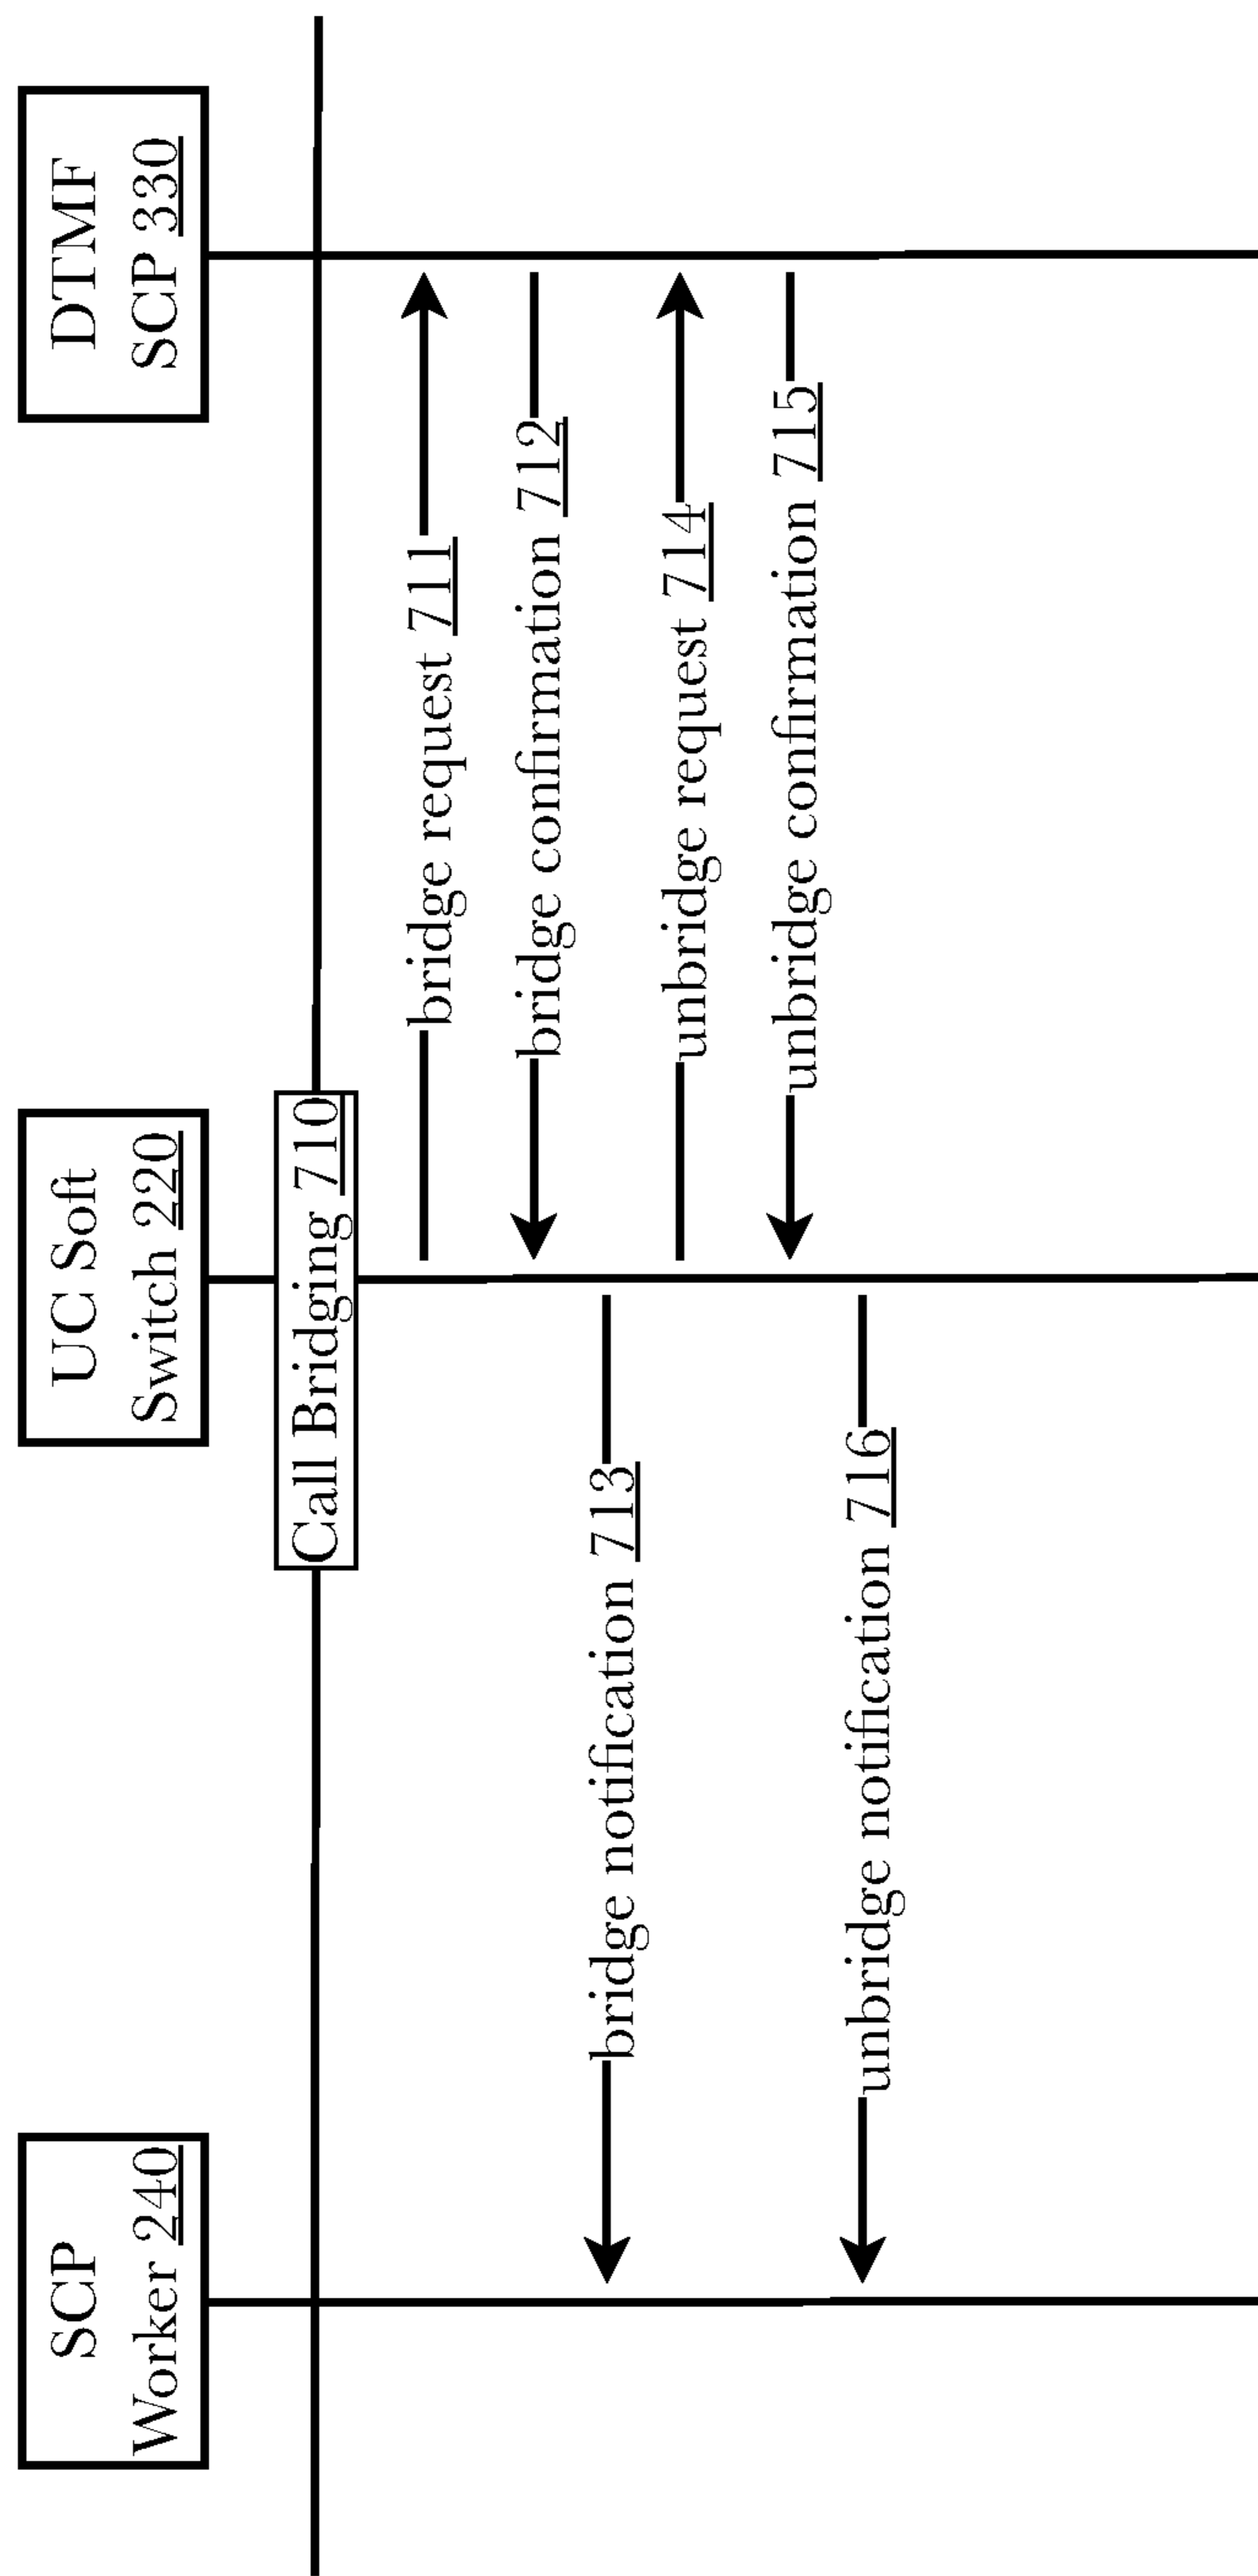 SCP
Worker 240
UC Soft
Switch 220
DTMF
SCP 330
Call Bridging 710
bridge request 711
bridge confirmation 712
bridge notification 713
unbridge request 714
unbridge confirmation 715
unbridge notification 716